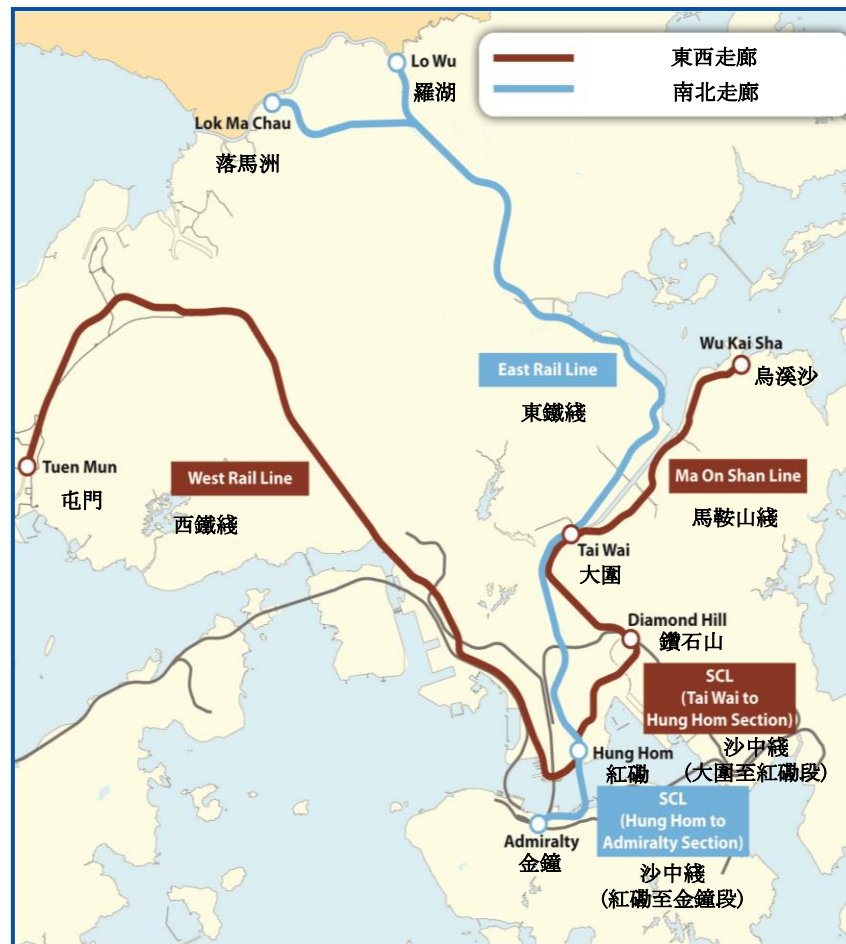 東西走廊
南北走廊
Lo Wu
羅湖
Lok Ma Chau
落馬洲
Wu Kai Sha
烏溪沙
East Rail Line
東鐵綫
Tuen Mun
屯門
West Rail Line
西鐵綫
Ma On Shan Line
馬鞍山綫
Tai Wai
大圍
Diamond Hill
鑽石山
SCL
(Tai Wai to
Hung Hom Section)
沙中綫
(大圍至紅磡段)
Hung Hom
紅磡
SCL
(Hung Hom to
Admiralty Section)
沙中綫
(紅磡至金鐘段)
Admiralty
金鐘